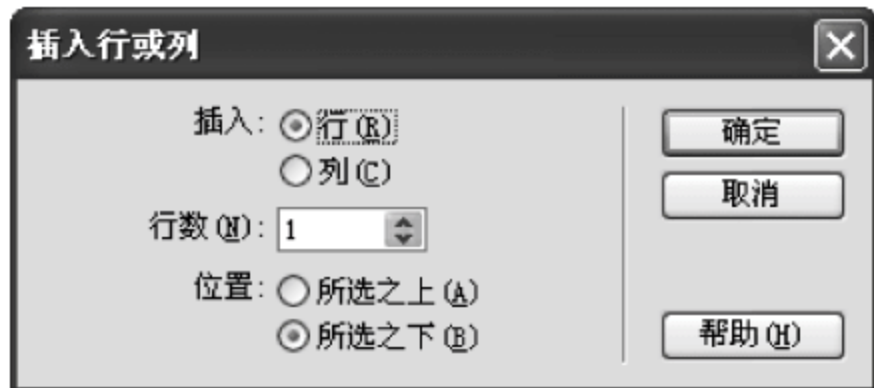 插入行或列
插入: 行(R)
列(C)
行数(N): 1
位置: 所选之上(A)
所选之下(B)
确定
取消
帮助(H)